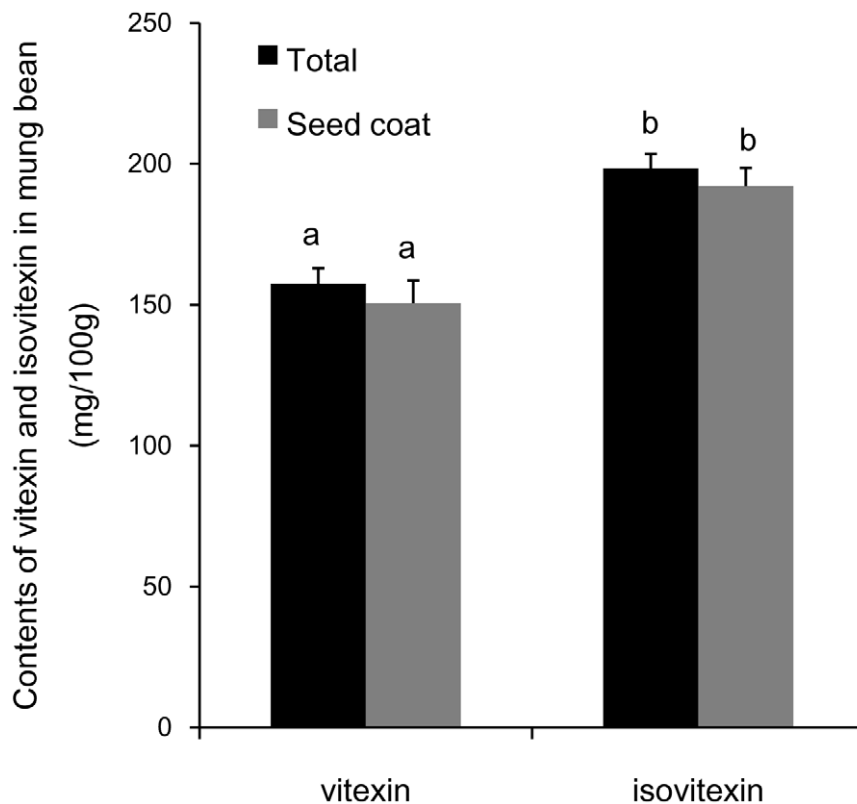 Contents of vitexin and isovitexin in mung bean
(mg/100g)
250
200
150
100
50
0
Total
Seed coat
a
a
b
b
vitexin
isovitexin